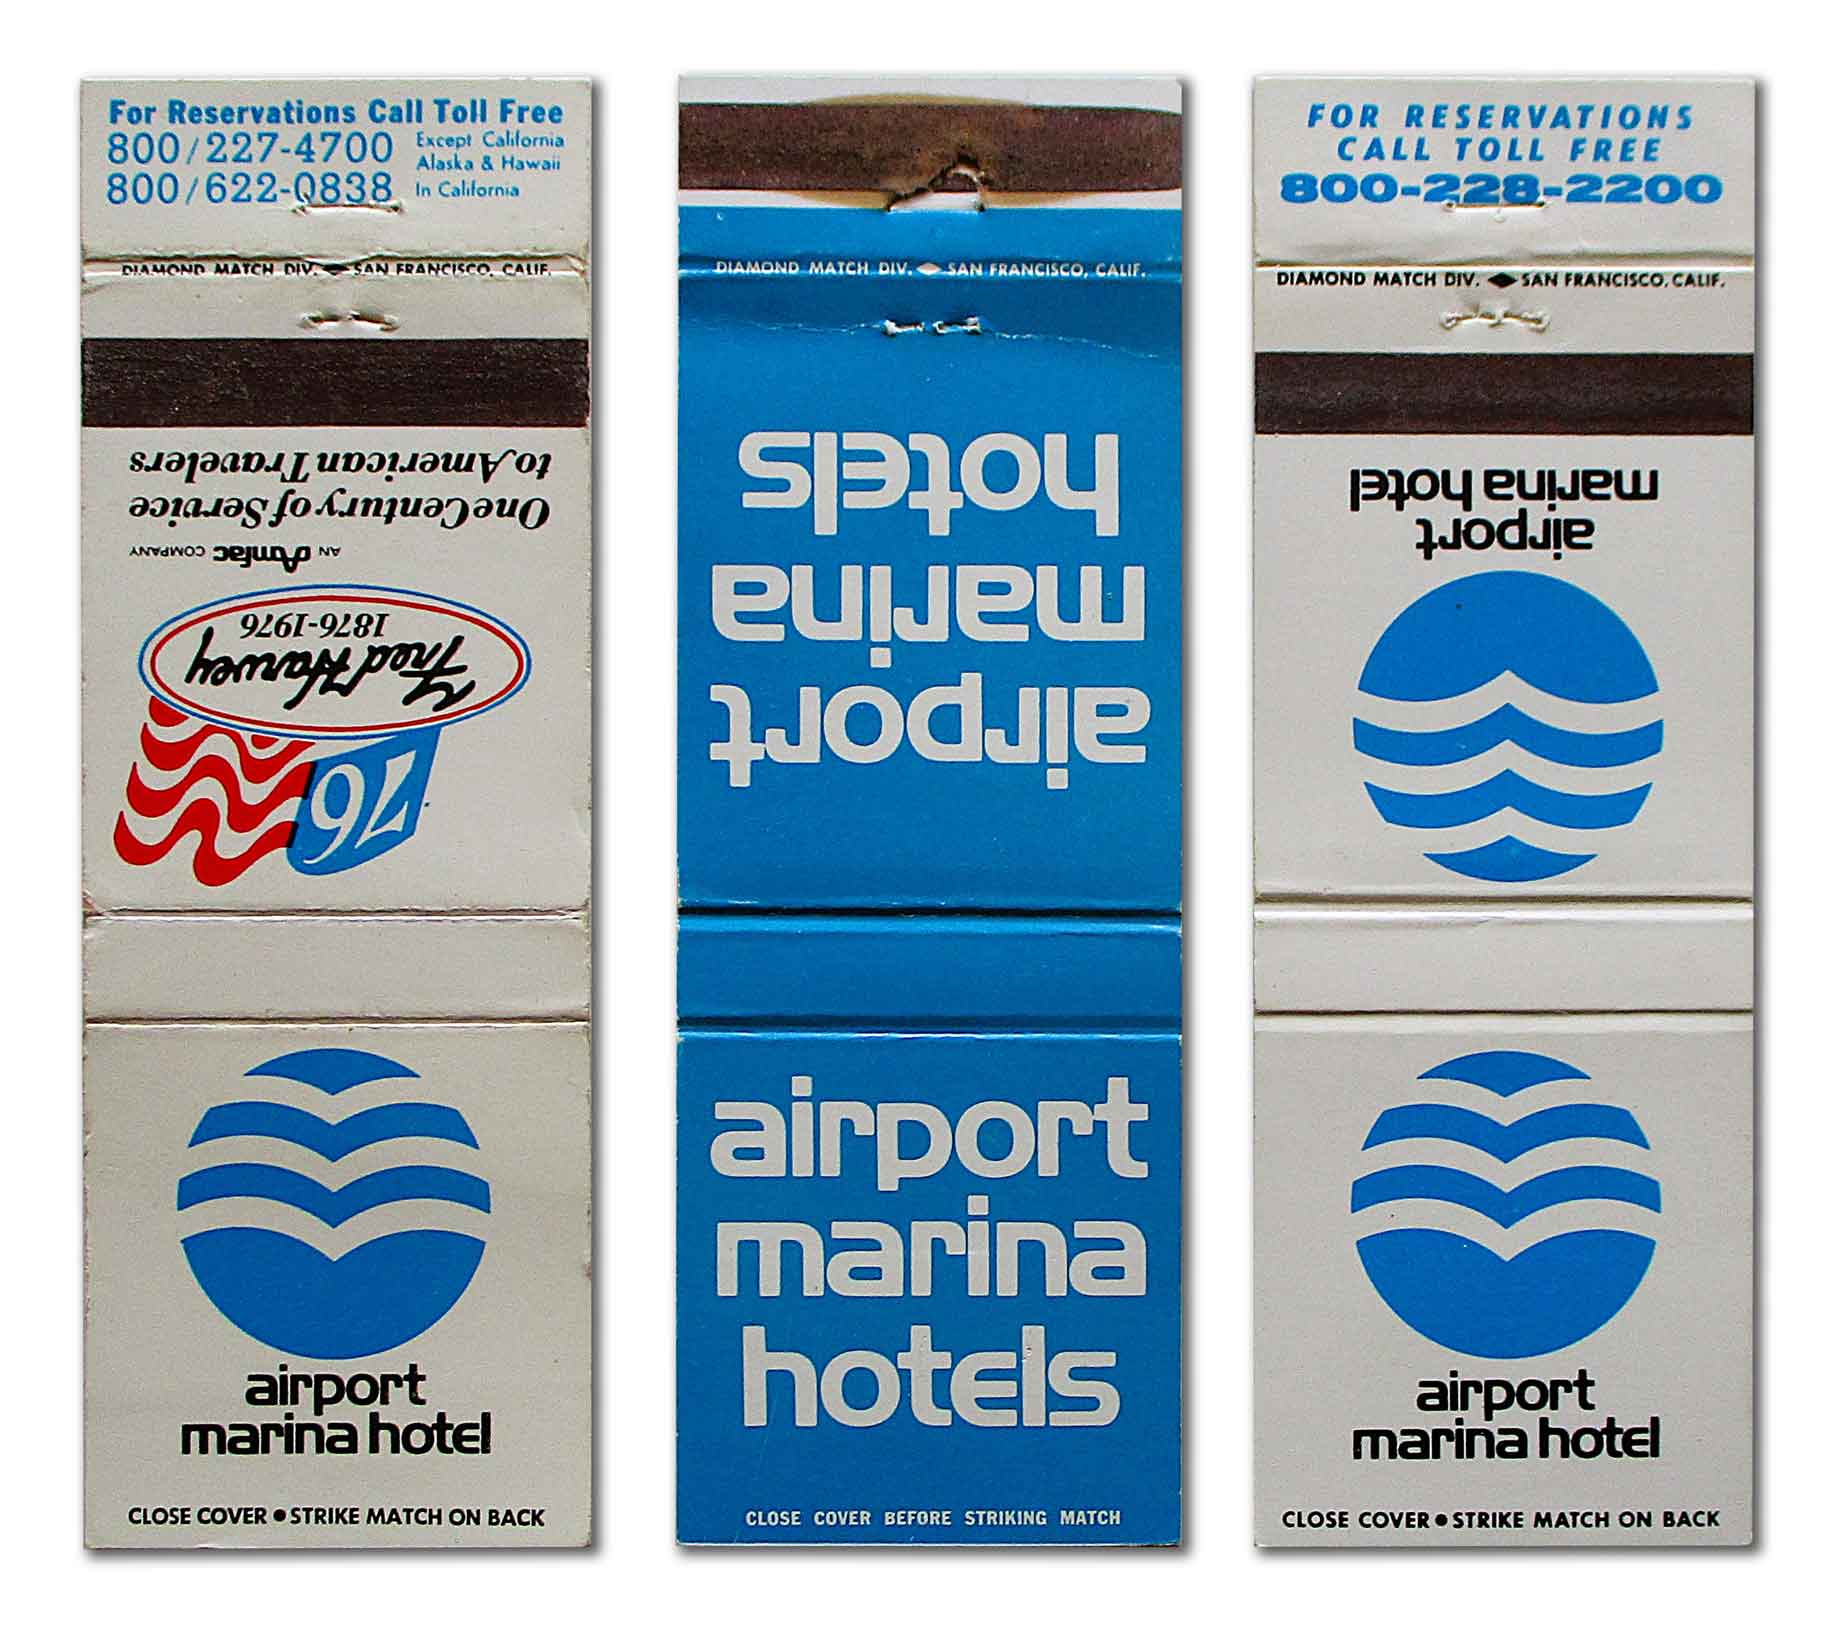 For Reservations Call Toll Free
800/227-4700 Except California
Alaska & Hawaii
800/622-0838 In California
DIAMOND MATCH DIV. SAN FRANCISCO, CALIF.
One Century of Service
to American Travelers
AN Amfac COMPANY
Fred Harvey
1876-1976
76
airport
marina hotel
CLOSE COVER • STRIKE MATCH ON BACK
DIAMOND MATCH DIV. SAN FRANCISCO, CALIF.
airport
marina
hotels
airport
marina
hotels
CLOSE COVER BEFORE STRIKING MATCH
FOR RESERVATIONS
CALL TOLL FREE
800-228-2200
DIAMOND MATCH DIV. SAN FRANCISCO, CALIF.
airport
marina hotel
airport
marina hotel
CLOSE COVER • STRIKE MATCH ON BACK